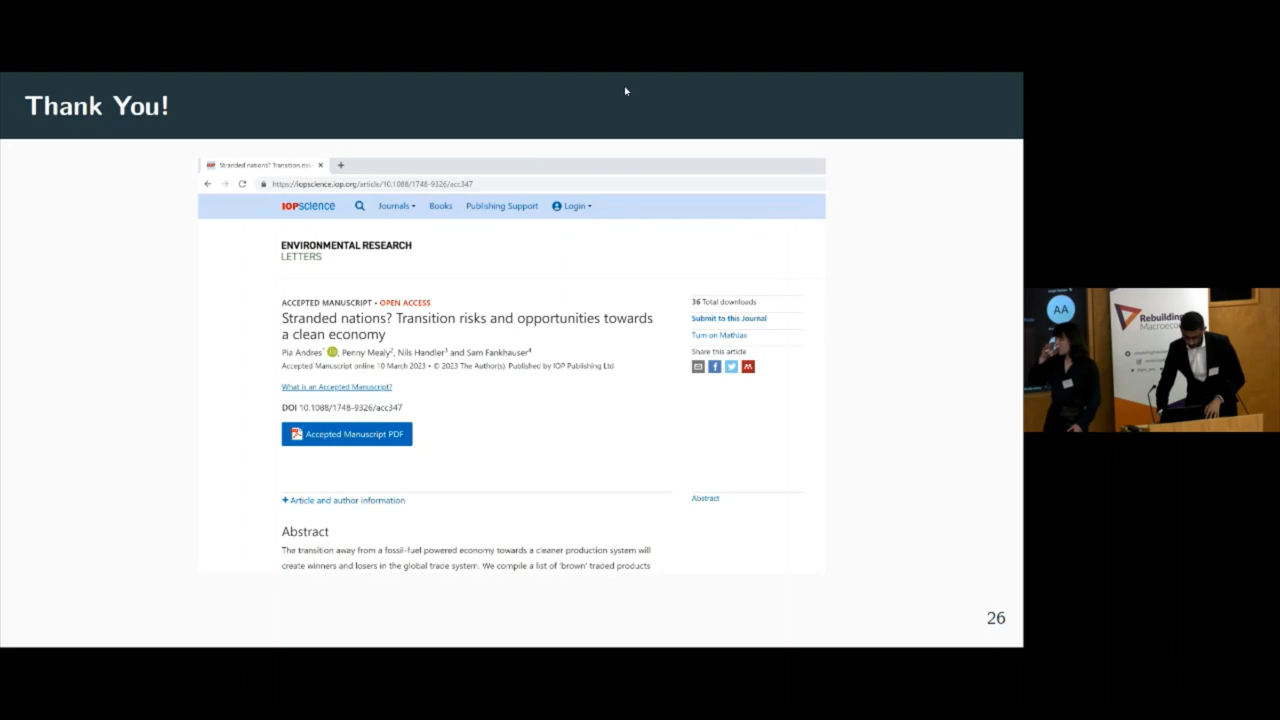 Thank You!
Stranded nations? Transition risk
https://iopscience.iop.org/article/10.1088/1748-9326/acc347
IOPSCIENCE Journals Books Publishing Support Login
ENVIRONMENTAL RESEARCH
LETTERS
ACCEPTED MANUSCRIPT • OPEN ACCESS
Stranded nations? Transition risks and opportunities towards
a clean economy
Pia Andres¹, Penny Mealy², Nils Handler³ and Sam Fankhauser⁴
Accepted Manuscript online 10 March 2023 • © 2023 The Author(s). Published by IOP Publishing Ltd
What is an Accepted Manuscript?
DOI 10.1088/1748-9326/acc347
Accepted Manuscript PDF
+ Article and author information
Abstract
The transition away from a fossil-fuel powered economy towards a cleaner production system will
create winners and losers in the global trade system. We compile a list of 'brown' traded products
36 Total downloads
Submit to this Journal
Turn on MathJax
Share this article
Abstract
26
AA
Rebuilding
Macroeco